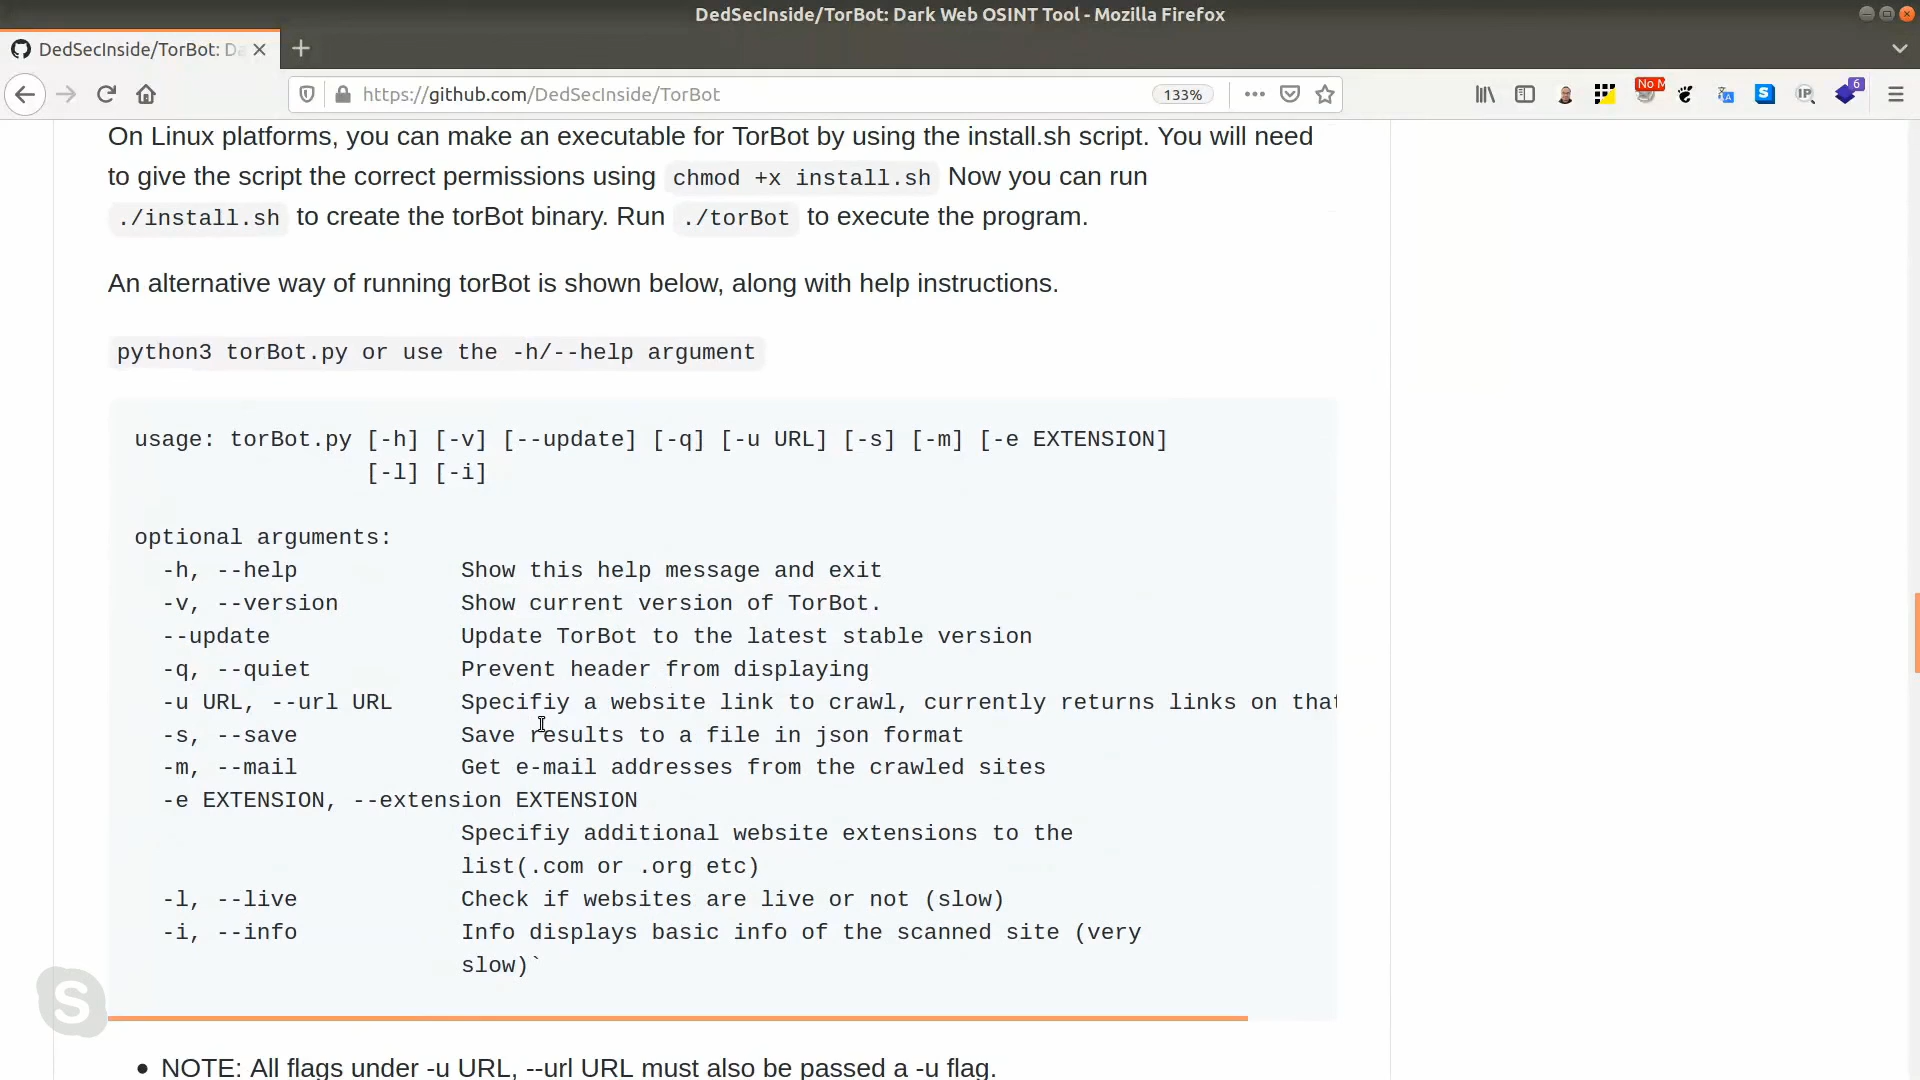 DedSecInside/TorBot: Dark Web OSINT Tool - Mozilla Firefox
DedSecInside/TorBot: Da
https://github.com/DedSecInside/TorBot
133%
No M
S
IP
6
On Linux platforms, you can make an executable for TorBot by using the install.sh script. You will need
to give the script the correct permissions using chmod +x install.sh Now you can run
./install.sh to create the torBot binary. Run ./torBot to execute the program.
An alternative way of running torBot is shown below, along with help instructions.
python3 torBot.py or use the -h/--help argument
usage: torBot.py [-h] [-v] [--update] [-q] [-u URL] [-s] [-m] [-e EXTENSION]
[-l] [-i]
optional arguments:
-h, --help Show this help message and exit
-v, --version Show current version of TorBot.
--update Update TorBot to the latest stable version
-q, --quiet Prevent header from displaying
-u URL, --url URL Specifiy a website link to crawl, currently returns links on that
-s, --save Save results to a file in json format
-m, --mail Get e-mail addresses from the crawled sites
-e EXTENSION, --extension EXTENSION
Specifiy additional website extensions to the
list(.com or .org etc)
-l, --live Check if websites are live or not (slow)
-i, --info Info displays basic info of the scanned site (very
slow)`
S
• NOTE: All flags under -u URL, --url URL must also be passed a -u flag.